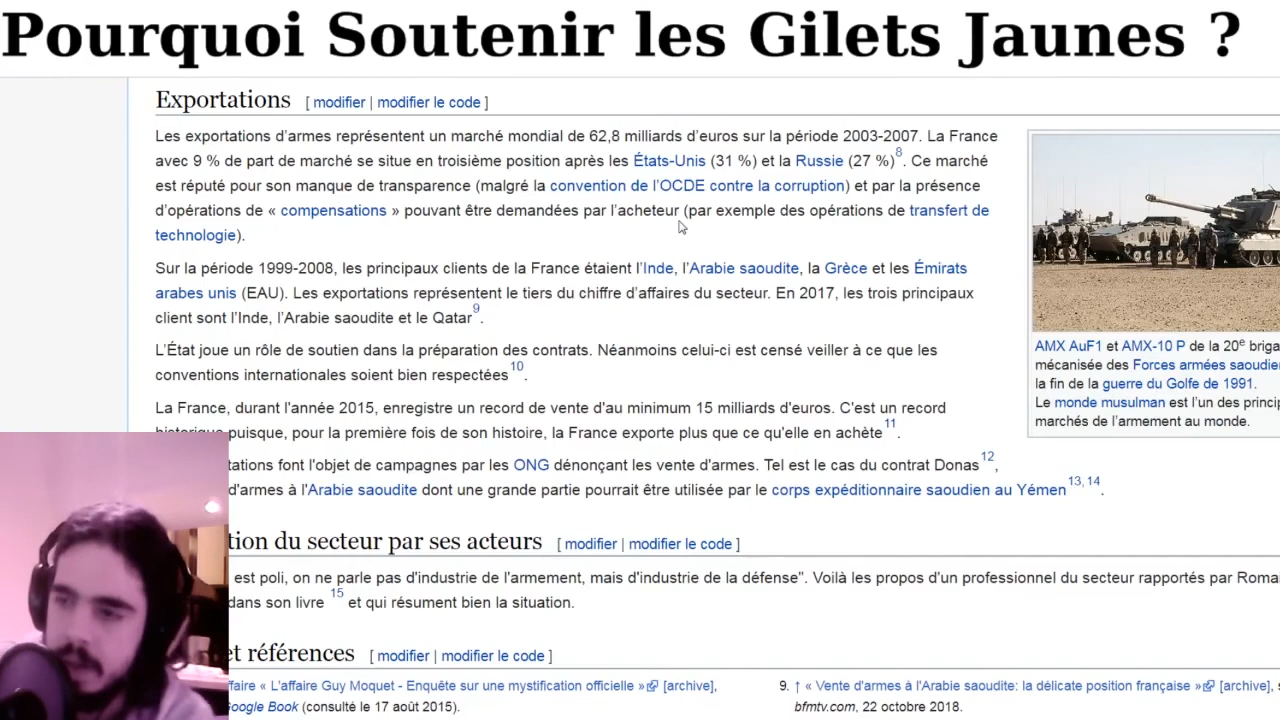 Pourquoi Soutenir les Gilets Jaunes ?
Exportations [ modifier | modifier le code ]
Les exportations d’armes représentent un marché mondial de 62,8 milliards d’euros sur la période 2003-2007. La France
avec 9 % de part de marché se situe en troisième position après les États-Unis (31 %) et la Russie (27 %)8. Ce marché
est réputé pour son manque de transparence (malgré la convention de l’OCDE contre la corruption) et par la présence
d’opérations de « compensations » pouvant être demandées par l’acheteur (par exemple des opérations de transfert de
technologie).
Sur la période 1999-2008, les principaux clients de la France étaient l’Inde, l’Arabie saoudite, la Grèce et les Émirats
arabes unis (EAU). Les exportations représentent le tiers du chiffre d’affaires du secteur. En 2017, les trois principaux
client sont l’Inde, l’Arabie saoudite et le Qatar9.
L’État joue un rôle de soutien dans la préparation des contrats. Néanmoins celui-ci est censé veiller à ce que les
conventions internationales soient bien respectées10.
La France, durant l'année 2015, enregistre un record de vente d'au minimum 15 milliards d'euros. C'est un record
historique puisque, pour la première fois de son histoire, la France exporte plus que ce qu'elle en achète11.
tations font l'objet de campagnes par les ONG dénonçant les vente d'armes. Tel est le cas du contrat Donas12,
d'armes à l'Arabie saoudite dont une grande partie pourrait être utilisée par le corps expéditionnaire saoudien au Yémen13, 14.
AMX AuF1 et AMX-10 P de la 20e briga
mécanisée des Forces armées saoudie
la fin de la guerre du Golfe de 1991.
Le monde musulman est l’un des princip
marchés de l’armement au monde.
tion du secteur par ses acteurs [ modifier | modifier le code ]
est poli, on ne parle pas d'industrie de l'armement, mais d'industrie de la défense". Voilà les propos d'un professionnel du secteur rapportés par Romai
dans son livre 15 et qui résument bien la situation.
et références [ modifier | modifier le code ]
ffaire « L'affaire Guy Moquet - Enquête sur une mystification officielle » [archive],
Google Book (consulté le 17 août 2015).
9. ↑ « Vente d'armes à l'Arabie saoudite: la délicate position française » [archive], s
bfmtv.com, 22 octobre 2018.